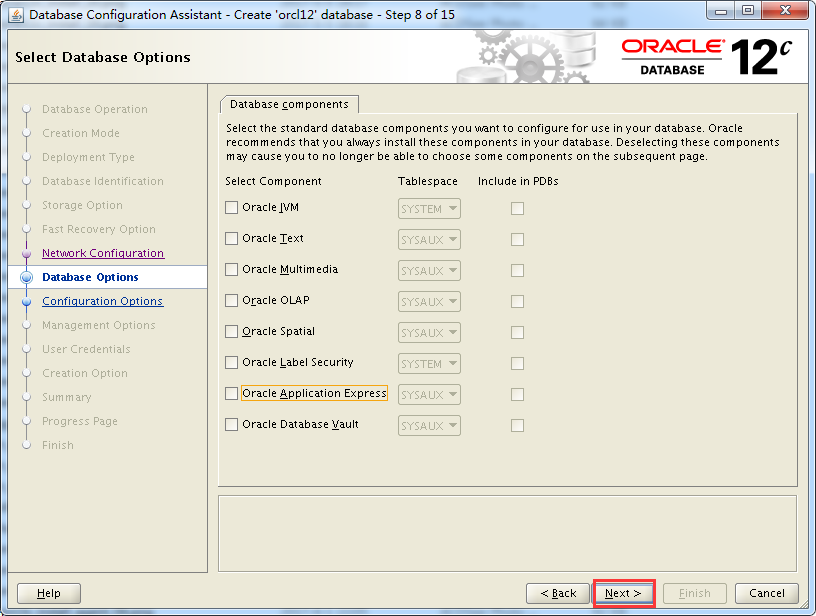 Database Configuration Assistant - Create 'orcl12' database - Step 8 of 15
Select Database Options
ORACLE
DATABASE
12c
Database Operation
Creation Mode
Deployment Type
Database Identification
Storage Option
Fast Recovery Option
Network Configuration
Database Options
Configuration Options
Management Options
User Credentials
Creation Option
Summary
Progress Page
Finish
Database components
Select the standard database components you want to configure for use in your database. Oracle
recommends that you always install these components in your database. Deselecting these components
may cause you to no longer be able to choose some components on the subsequent page.
Select Component Tablespace Include in PDBs
Oracle JVM SYSTEM
Oracle Text SYSAUX
Oracle Multimedia SYSAUX
Oracle OLAP SYSAUX
Oracle Spatial SYSAUX
Oracle Label Security SYSTEM
Oracle Application Express SYSAUX
Oracle Database Vault SYSAUX
Help < Back Next > Finish Cancel